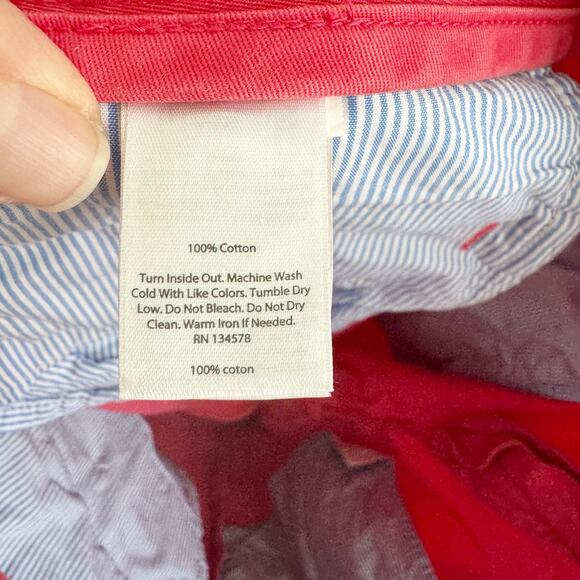 100% Cotton
Turn Inside Out. Machine Wash
Cold With Like Colors. Tumble Dry
Low. Do Not Bleach. Do Not Dry
Clean. Warm Iron If Needed.
RN 134578
100% coton